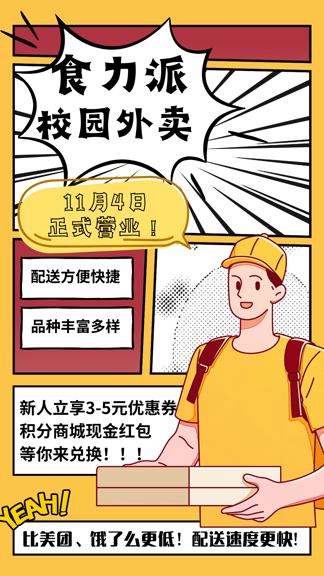 食力派
校园外卖
11月4日
正式营业！
配送方便快捷
品种丰富多样
新人立享3-5元优惠券
积分商城现金红包
等你来兑换！！！
YEAH!
比美团、饿了么更低！配送速度更快!